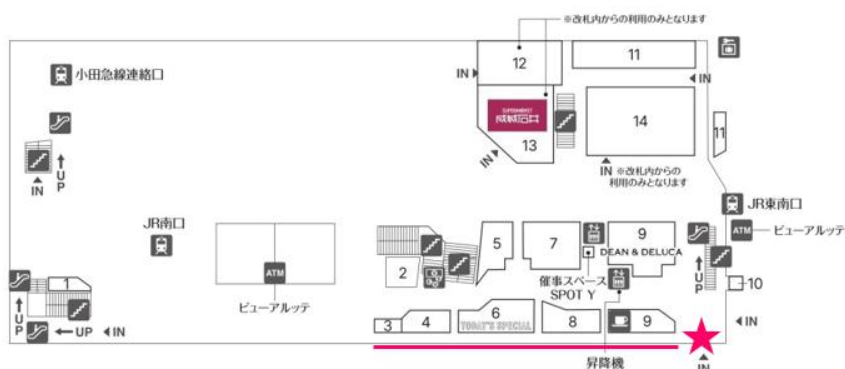 ※改札内からの利用のみとなります
小田急線連絡口
IN
12
11
IN
SUPERMARKET
成城石井
14
11
13
IN
IN
※改札内からの
利用のみとなります
UP
IN
JR東南口
JR南口
ATM
ビューアルッテ
5
7
9
DEAN & DELUCA
ATM
ビューアルッテ
2
催事スペース
SPOT Y
UP
10
1
UP
UP
IN
3
4
6
TODAY'S SPECIAL
8
9
IN
昇降機
IN